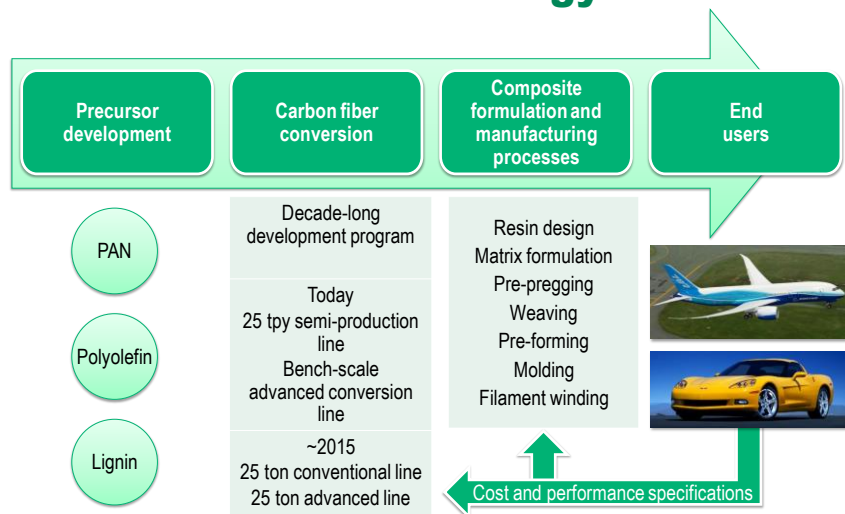 gy
Precursor
development
Carbon fiber
conversion
Composite
formulation and
manufacturing
processes
End
users
PAN
Polyolefin
Lignin
Decade-long
development program
Today
25 tpy semi-production
line
Bench-scale
advanced conversion
line
~2015
25 ton conventional line
25 ton advanced line
Resin design
Matrix formulation
Pre-pregging
Weaving
Pre-forming
Molding
Filament winding
787
Cost and performance specifications